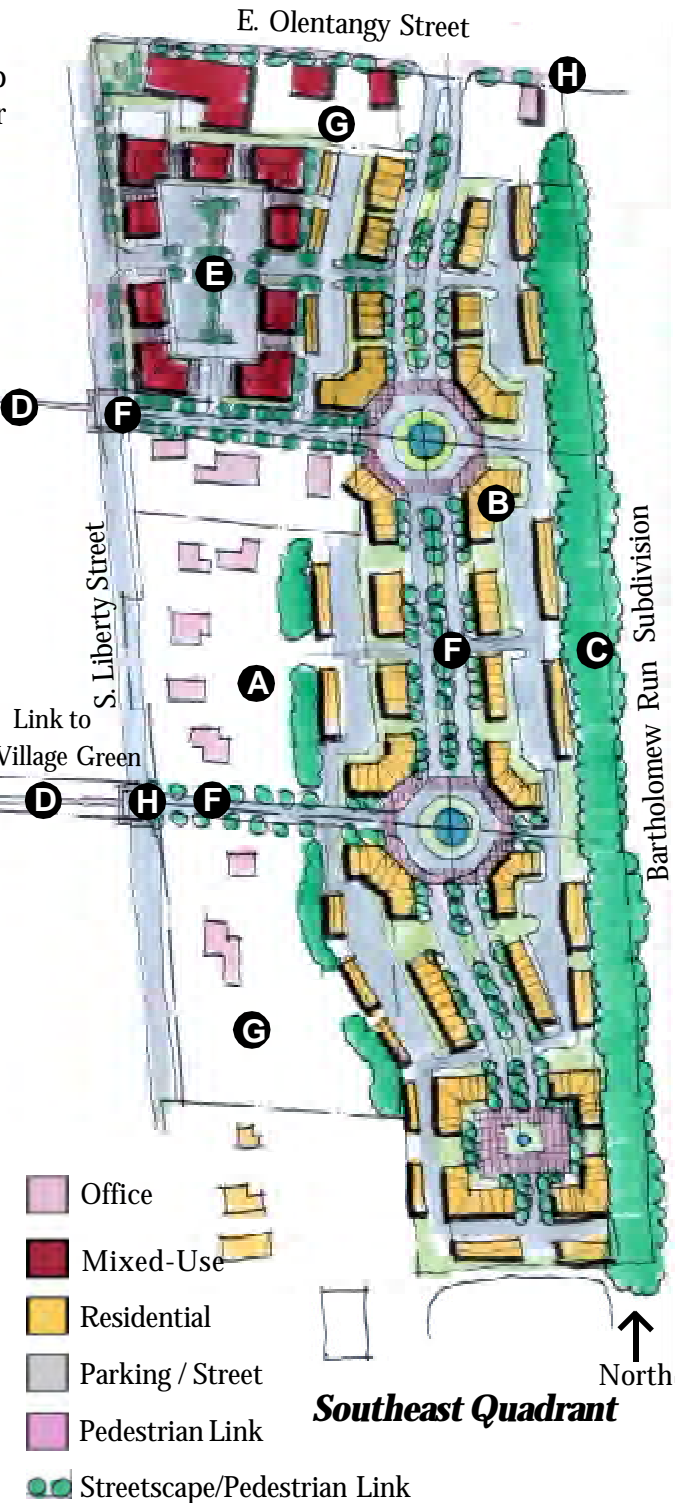 E. Olentangy Street
H
G
E
D
F
B
S. Liberty Street
F
C
Bartholomew Run Subdivision
A
Link to
Village Green
D
H
F
G
Office
Mixed-Use
Residential
Parking / Street
Pedestrian Link
Streetscape/Pedestrian Link
North
Southeast Quadrant